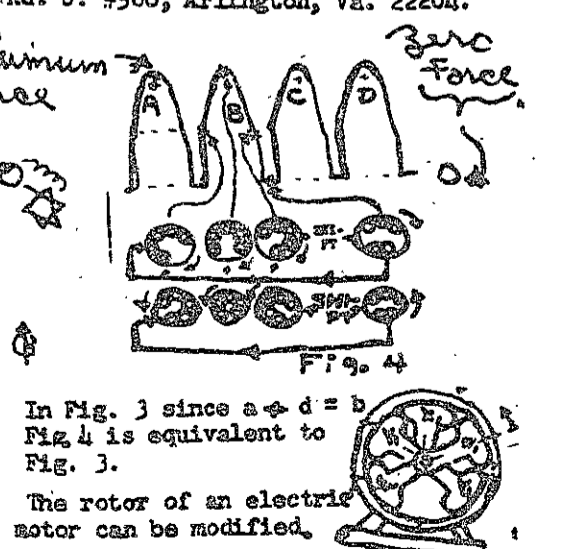 #308, Arlington, Va. 22204.
Zero
Force
A B C D
Fig. 4
In Fig. 3 since a + d = b
Fig 4 is equivalent to
Fig. 3.
The rotor of an electric
motor can be modified.